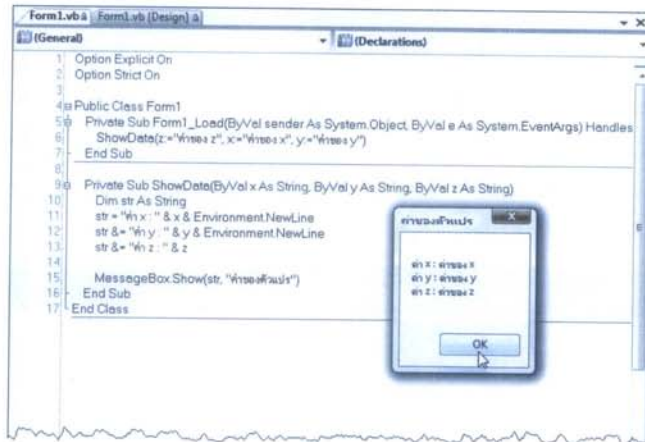 Form1.vb Form1.vb [Design]
(General) (Declarations)
1 Option Explicit On
2 Option Strict On
3
4 Public Class Form1
5 Private Sub Form1_Load(ByVal sender As System.Object, ByVal e As System.EventArgs) Handles
6 ShowData(z:="ค่าของ z", x:="ค่าของ x", y:="ค่าของ y")
7 End Sub
8
9 Private Sub ShowData(ByVal x As String, ByVal y As String, ByVal z As String)
10 Dim str As String
11 str = "ค่า x : " & x & Environment.NewLine
12 str &= "ค่า y : " & y & Environment.NewLine
13 str &= "ค่า z : " & z
14
15 MessageBox.Show(str, "ค่าของตัวแปร")
16 End Sub
17 End Class
ค่าของตัวแปร
ค่า x : ค่าของ x
ค่า y : ค่าของ y
ค่า z : ค่าของ z
OK